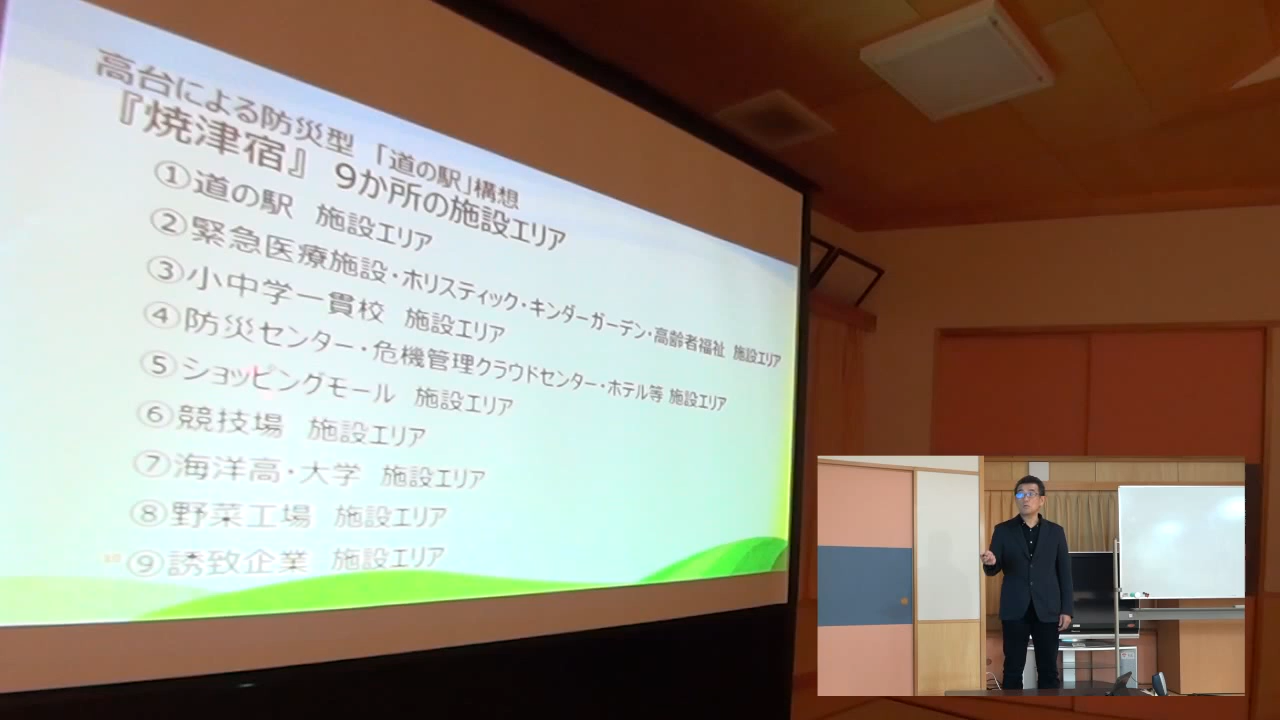 高台による防災型 「道の駅」構想
『焼津宿』 9か所の施設エリア
①道の駅 施設エリア
②緊急医療施設・ホリスティック・キンダーガーデン・高齢者福祉 施設エリア
③小中学一貫校 施設エリア
④防災センター・危機管理クラウドセンター・ホテル等 施設エリア
⑤ショッピングモール 施設エリア
⑥競技場 施設エリア
⑦海洋高・大学 施設エリア
⑧野菜工場 施設エリア
⑨誘致企業 施設エリア